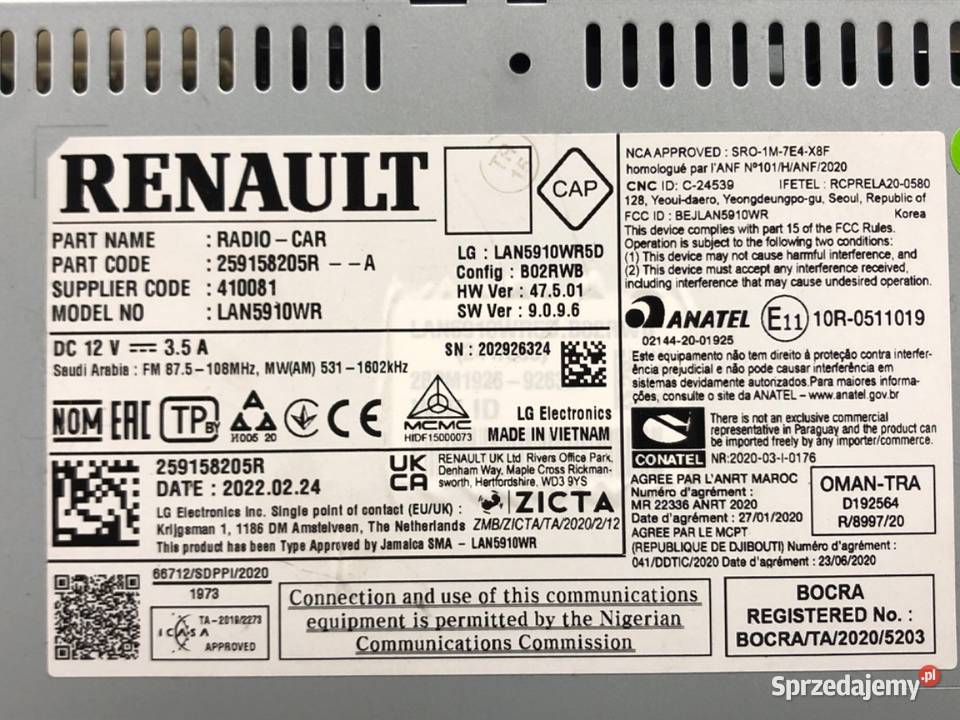 RENAULT
CAP
PART NAME : RADIO-CAR
PART CODE : 259158205R --A
SUPPLIER CODE : 410081
MODEL NO : LAN5910WR
LG : LAN5910WR5D
Config : B02RWB
HW Ver : 47.5.01
SW Ver : 9.0.9.6
DC 12 V 3.5 A
Saudi Arabia : FM 87.5-108MHz, MW(AM) 531-1602kHz
SN : 202926324
NOM EAC TP BY
H005 20
CE
MCMC
HIDF15000073
LG Electronics
MADE IN VIETNAM
259158205R
DATE : 2022.02.24
UK
CA
RENAULT UK Ltd Rivers Office Park,
Denham Way, Maple Cross Rickman-
sworth, Hertfordshire, WD3 9YS
LG Electronics Inc. Single point of contact (EU/UK) :
Krijgsman 1, 1186 DM Amstelveen, The Netherlands
This product has been Type Approved by Jamaica SMA - LAN5910WR
ZICTA
ZMB/ZICTA/TA/2020/2/12
NCA APPROVED : SRO-1M-7E4-X8F
homologué par l'ANF N°101/H/ANF/2020
CNC ID: C-24539 IFETEL : RCPRELA20-0580
128, Yeoui-daero, Yeongdeungpo-gu, Seoul, Republic of
FCC ID : BEJLAN5910WR Korea
This device complies with part 15 of the FCC Rules.
Operation is subject to the following two conditions:
(1) This device may not cause harmful interference, and
(2) This device must accept any interference received,
including interference that may cause undesired operation.
ANATEL
02144-20-01925
E11 10R-0511019
Este equipamento não tem direito à proteção contra interfer-
ência prejudicial e não pode causar interferência em
sistemas devidamente autorizados.Para maiores informa-
ções, consulte o site da ANATEL - www.anatel.gov.br
CONATEL
There is not an exclusive commercial
representative in Paraguay and the product can
be imported freely by any importer/commerce.
NR:2020-03-I-0176
AGREE PAR L'ANRT MAROC
Numéro d'agrément :
MR 22336 ANRT 2020
Date d'agrément : 27/01/2020
AGREE PAR LE MCPT
(REPUBLIQUE DE DJIBOUTI) Numéro d'agrément :
041/DDTIC/2020 Date d'agrément : 23/06/2020
OMAN-TRA
D192564
R/8997/20
66712/SDPPI/2020
1973
ICASA
TA-2019/2273
APPROVED
Connection and use of this communications
equipment is permitted by the Nigerian
Communications Commission
BOCRA
REGISTERED No. :
BOCRA/TA/2020/5203
Sprzedajemy.pl